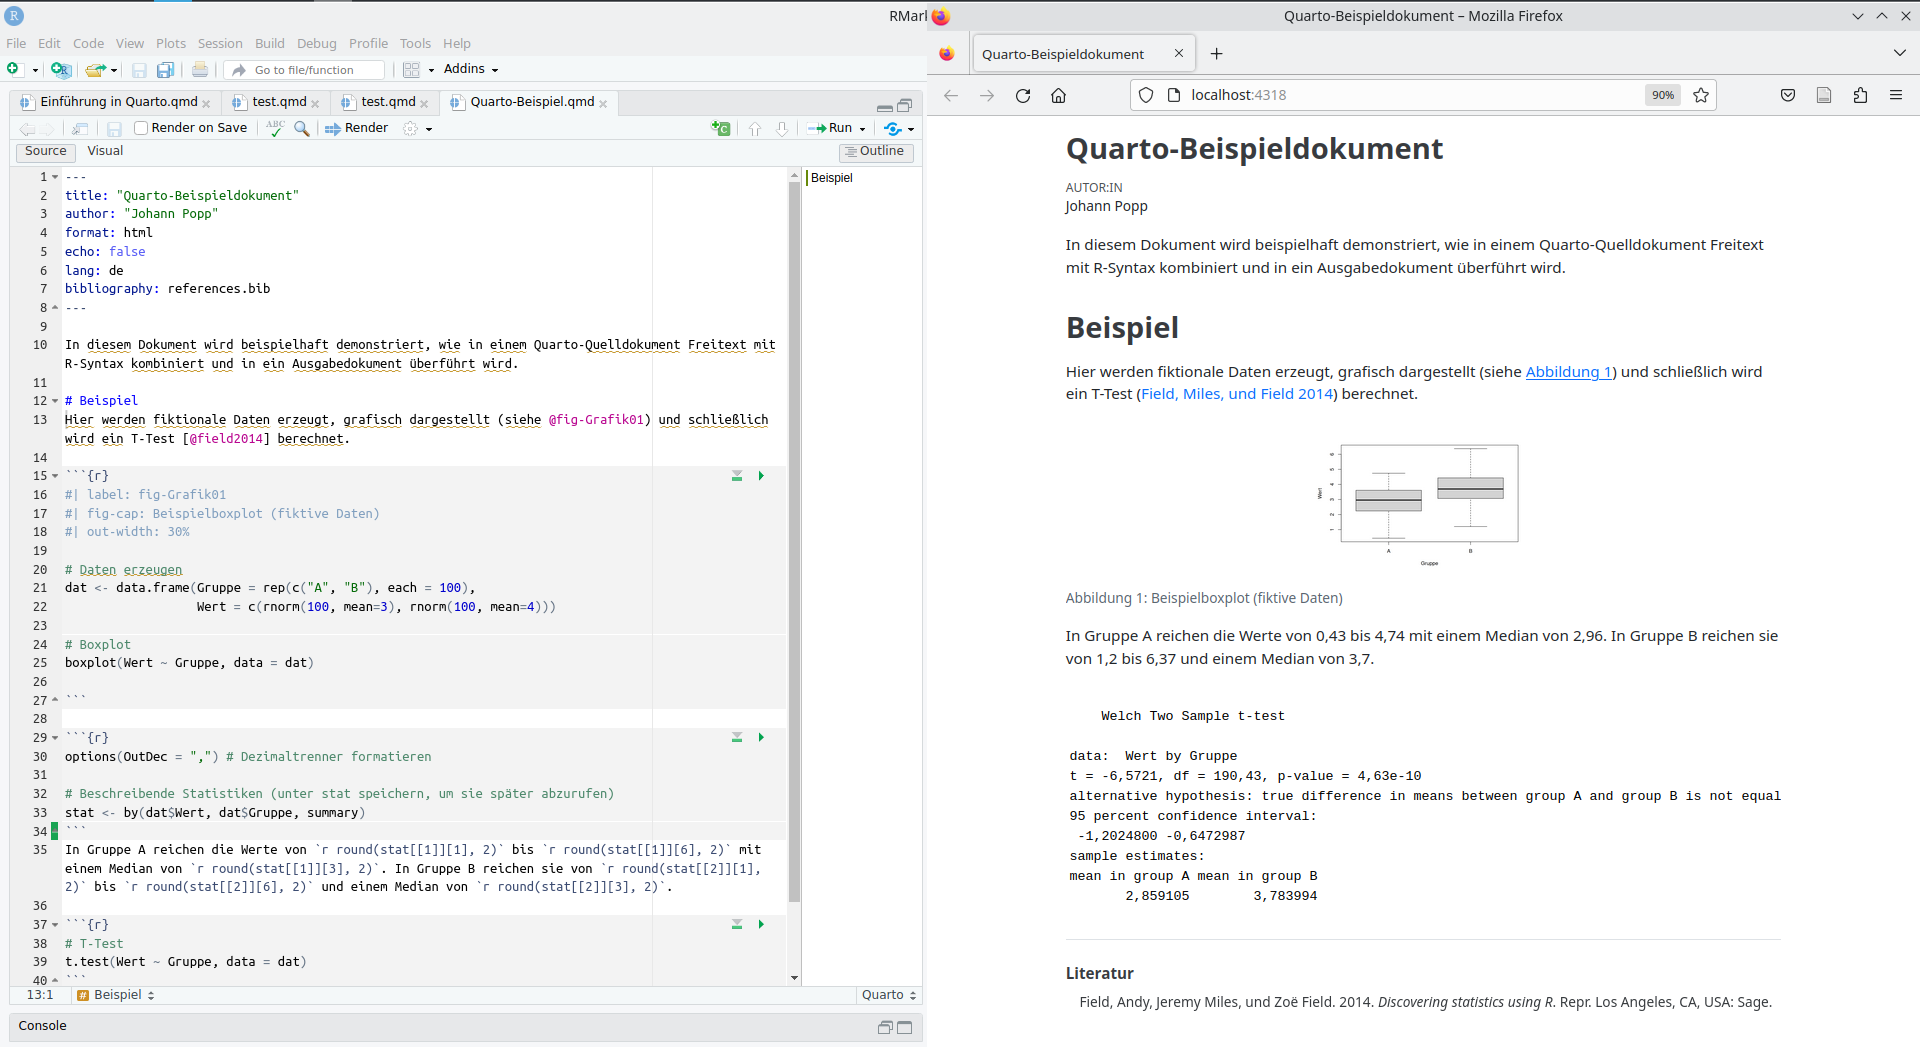 RMark
File Edit Code View Plots Session Build Debug Profile Tools Help
Go to file/function
Addins
Einführung in Quarto.qmd
test.qmd
test.qmd
Quarto-Beispiel.qmd
Render on Save
ABC
Render
Run
Source
Visual
Outline
1 ---
2 title: "Quarto-Beispieldokument"
3 author: "Johann Popp"
4 format: html
5 echo: false
6 lang: de
7 bibliography: references.bib
8 ---
9
10 In diesem Dokument wird beispielhaft demonstriert, wie in einem Quarto-Quelldokument Freitext mit
R-Syntax kombiniert und in ein Ausgabedokument überführt wird.
11
12 # Beispiel
13 Hier werden fiktionale Daten erzeugt, grafisch dargestellt (siehe @fig-Grafik01) und schließlich
wird ein T-Test [@field2014] berechnet.
14
15 ```{r}
16 #| label: fig-Grafik01
17 #| fig-cap: Beispielboxplot (fiktive Daten)
18 #| out-width: 30%
19
20 # Daten erzeugen
21 dat <- data.frame(Gruppe = rep(c("A", "B"), each = 100),
22 Wert = c(rnorm(100, mean=3), rnorm(100, mean=4)))
23
24 # Boxplot
25 boxplot(Wert ~ Gruppe, data = dat)
26
27 ```
28
29 ```{r}
30 options(OutDec = ",") # Dezimaltrenner formatieren
31
32 # Beschreibende Statistiken (unter stat speichern, um sie später abzurufen)
33 stat <- by(dat$Wert, dat$Gruppe, summary)
34 ```
35 In Gruppe A reichen die Werte von `r round(stat[[1]][1], 2)` bis `r round(stat[[1]][6], 2)` mit
einem Median von `r round(stat[[1]][3], 2)`. In Gruppe B reichen sie von `r round(stat[[2]][1],
2)` bis `r round(stat[[2]][6], 2)` und einem Median von `r round(stat[[2]][3], 2)`.
36
37 ```{r}
38 # T-Test
39 t.test(Wert ~ Gruppe, data = dat)
40 ```
Beispiel
13:1
# Beispiel
Quarto
Console
Quarto-Beispieldokument – Mozilla Firefox
Quarto-Beispieldokument
localhost:4318
90%
Quarto-Beispieldokument
AUTOR:IN
Johann Popp
In diesem Dokument wird beispielhaft demonstriert, wie in einem Quarto-Quelldokument Freitext
mit R-Syntax kombiniert und in ein Ausgabedokument überführt wird.
Beispiel
Hier werden fiktionale Daten erzeugt, grafisch dargestellt (siehe Abbildung 1) und schließlich wird
ein T-Test (Field, Miles, und Field 2014) berechnet.
Wert
6
5
4
3
2
1
A B
Gruppe
Abbildung 1: Beispielboxplot (fiktive Daten)
In Gruppe A reichen die Werte von 0,43 bis 4,74 mit einem Median von 2,96. In Gruppe B reichen sie
von 1,2 bis 6,37 und einem Median von 3,7.
Welch Two Sample t-test
data: Wert by Gruppe
t = -6,5721, df = 190,43, p-value = 4,63e-10
alternative hypothesis: true difference in means between group A and group B is not equal
95 percent confidence interval:
-1,2024800 -0,6472987
sample estimates:
mean in group A mean in group B
2,859105 3,783994
Literatur
Field, Andy, Jeremy Miles, und Zoë Field. 2014. Discovering statistics using R. Repr. Los Angeles, CA, USA: Sage.